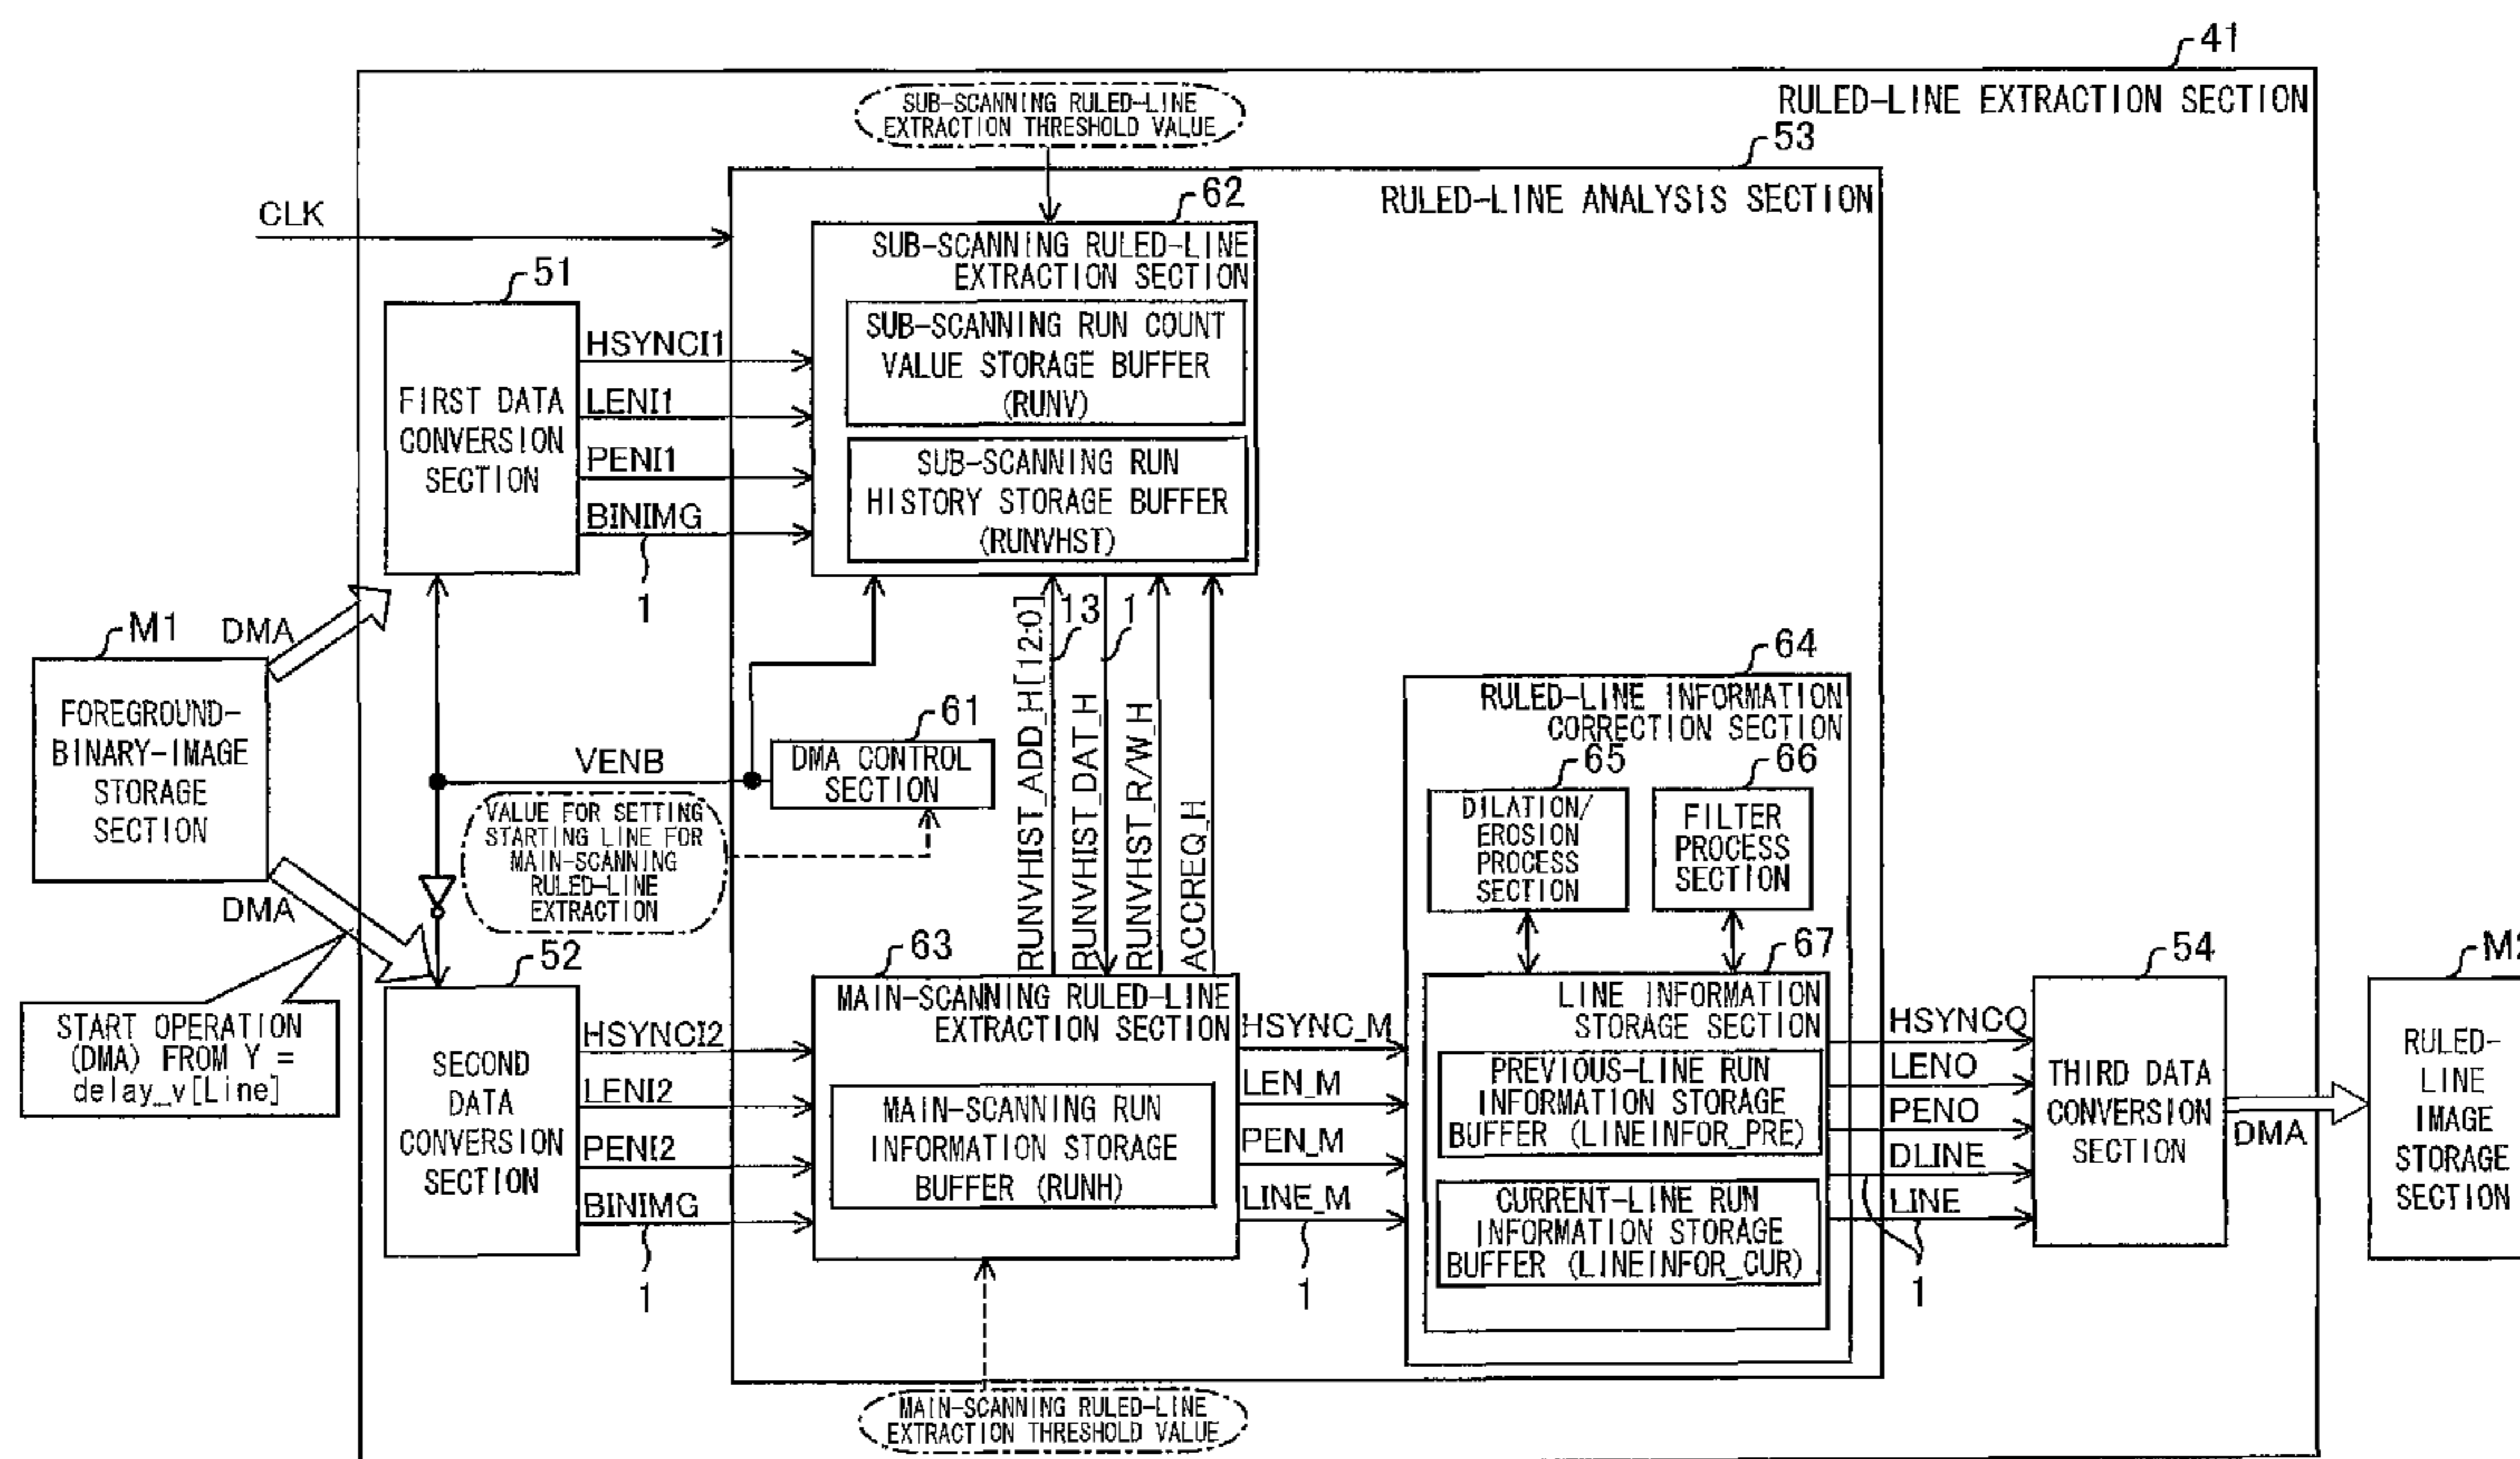 41
RULED-LINE EXTRACTION SECTION
SUB-SCANNING RULED-LINE
EXTRACTION THRESHOLD VALUE
53
RULED-LINE ANALYSIS SECTION
CLK
62
SUB-SCANNING RULED-LINE
EXTRACTION SECTION
SUB-SCANNING RUN COUNT
VALUE STORAGE BUFFER
(RUNV)
SUB-SCANNING RUN
HISTORY STORAGE BUFFER
(RUNVHST)
51
FIRST DATA
CONVERSION
SECTION
HSYNCI1
LENI1
PENI1
BINIMG
1
M1
FOREGROUND-
BINARY-IMAGE
STORAGE
SECTION
DMA
DMA
VENB
61
DMA CONTROL
SECTION
VALUE FOR SETTING
STARTING LINE FOR
MAIN-SCANNING
RULED-LINE
EXTRACTION
RUNVHIST_ADD_H[12:0]
13
RUNVHIST_DAT_H
1
RUNVHST_R/W_H
ACCREQ_H
START OPERATION
(DMA) FROM Y =
delay_v[Line]
52
SECOND
DATA
CONVERSION
SECTION
HSYNCI2
LENI2
PENI2
BINIMG
1
63
MAIN-SCANNING RULED-LINE
EXTRACTION SECTION
MAIN-SCANNING RUN
INFORMATION STORAGE
BUFFER (RUNH)
MAIN-SCANNING RULED-LINE
EXTRACTION THRESHOLD VALUE
HSYNC_M
LEN_M
PEN_M
LINE_M
1
64
RULED-LINE INFORMATION
CORRECTION SECTION
65
DILATION/
EROSION
PROCESS
SECTION
66
FILTER
PROCESS
SECTION
67
LINE INFORMATION
STORAGE SECTION
PREVIOUS-LINE RUN
INFORMATION STORAGE
BUFFER (LINEINFOR_PRE)
CURRENT-LINE RUN
INFORMATION STORAGE
BUFFER (LINEINFOR_CUR)
HSYNCO
LENO
PENO
DLINE
LINE
1
54
THIRD DATA
CONVERSION
SECTION
DMA
M2
RULED-
LINE
IMAGE
STORAGE
SECTION